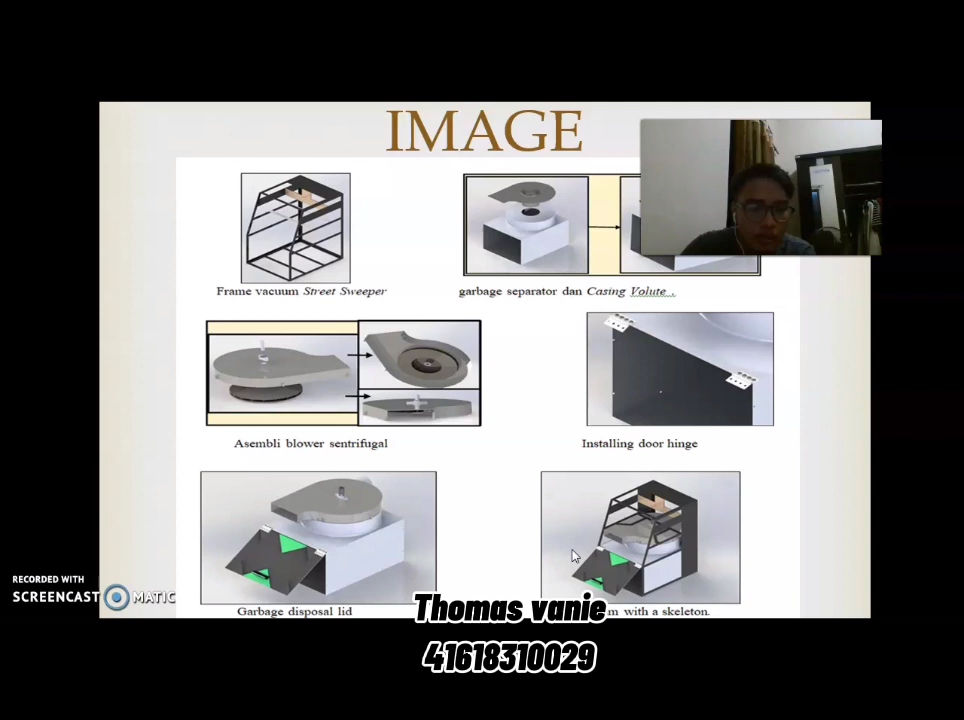 IMAGE
Frame vacuum Street Sweeper
garbage separator dan Casing Volute .
Asembli blower sentrifugal
Installing door hinge
Garbage disposal lid
with a skeleton.
RECORDED WITH
SCREENCAST MATIC
Thomas vanie
41618310029